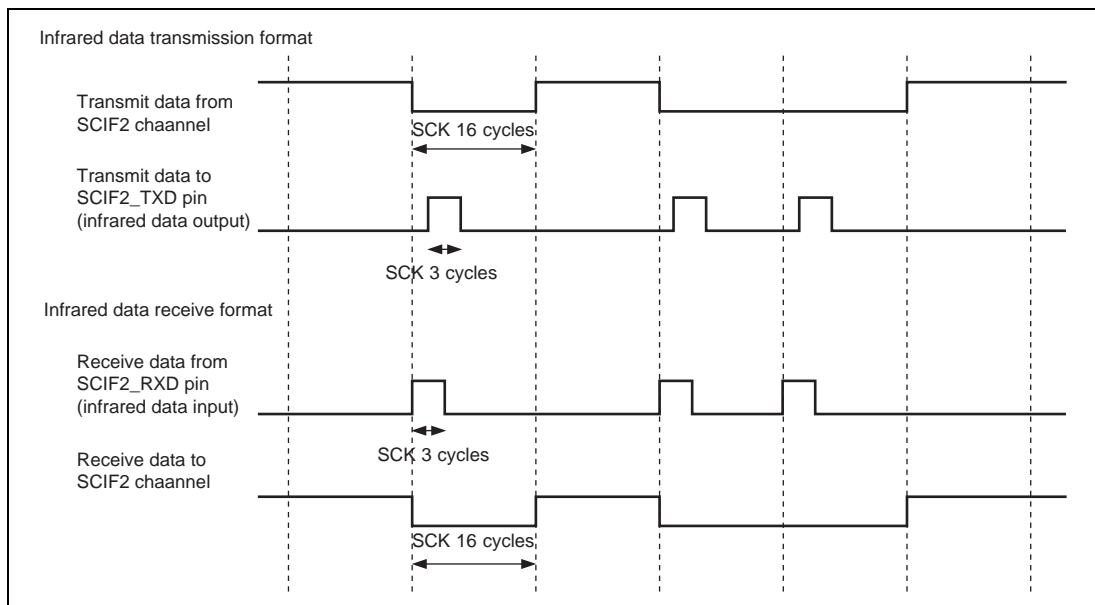 Infrared data transmission format
Transmit data from
SCIF2 chaannel
SCK 16 cycles
Transmit data to
SCIF2_TXD pin
(infrared data output)
SCK 3 cycles
Infrared data receive format
Receive data from
SCIF2_RXD pin
(infrared data input)
SCK 3 cycles
Receive data to
SCIF2 chaannel
SCK 16 cycles